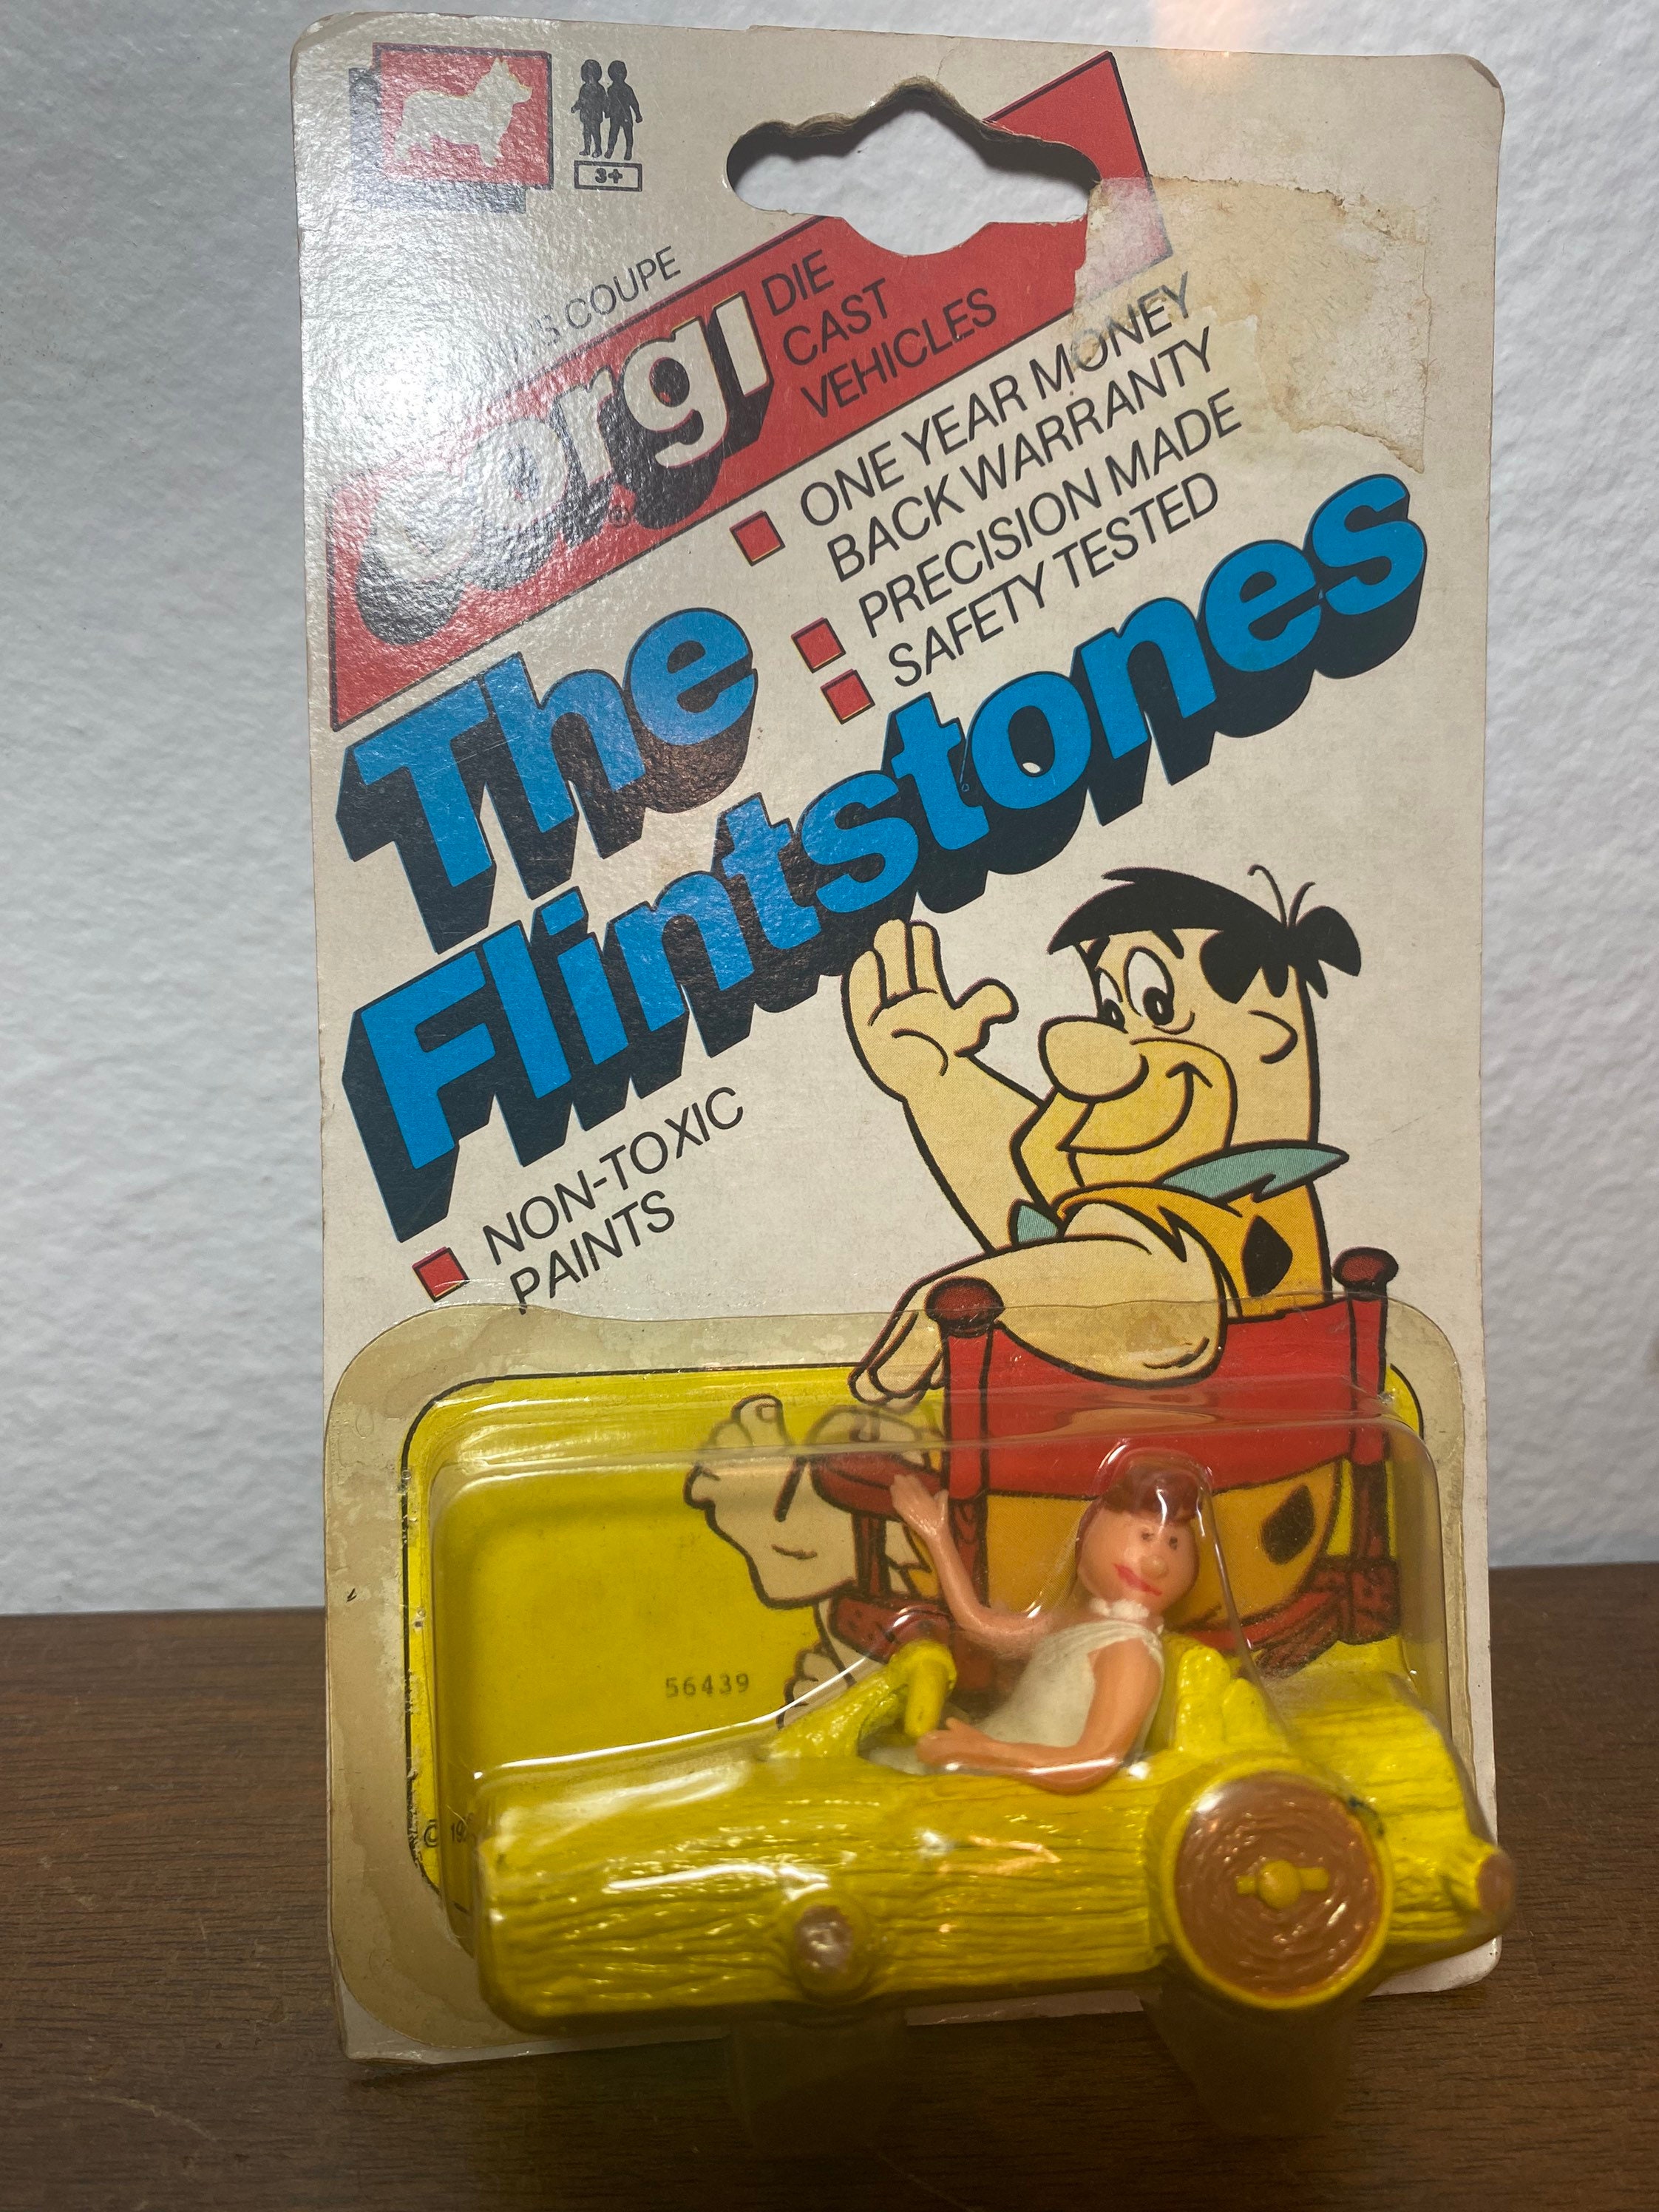 3+
COUPE
Corgi ®
DIE
CAST
VEHICLES
ONE YEAR MONEY
BACK WARRANTY
PRECISION MADE
SAFETY TESTED
The
Flintstones
NON-TOXIC
PAINTS
56439
©